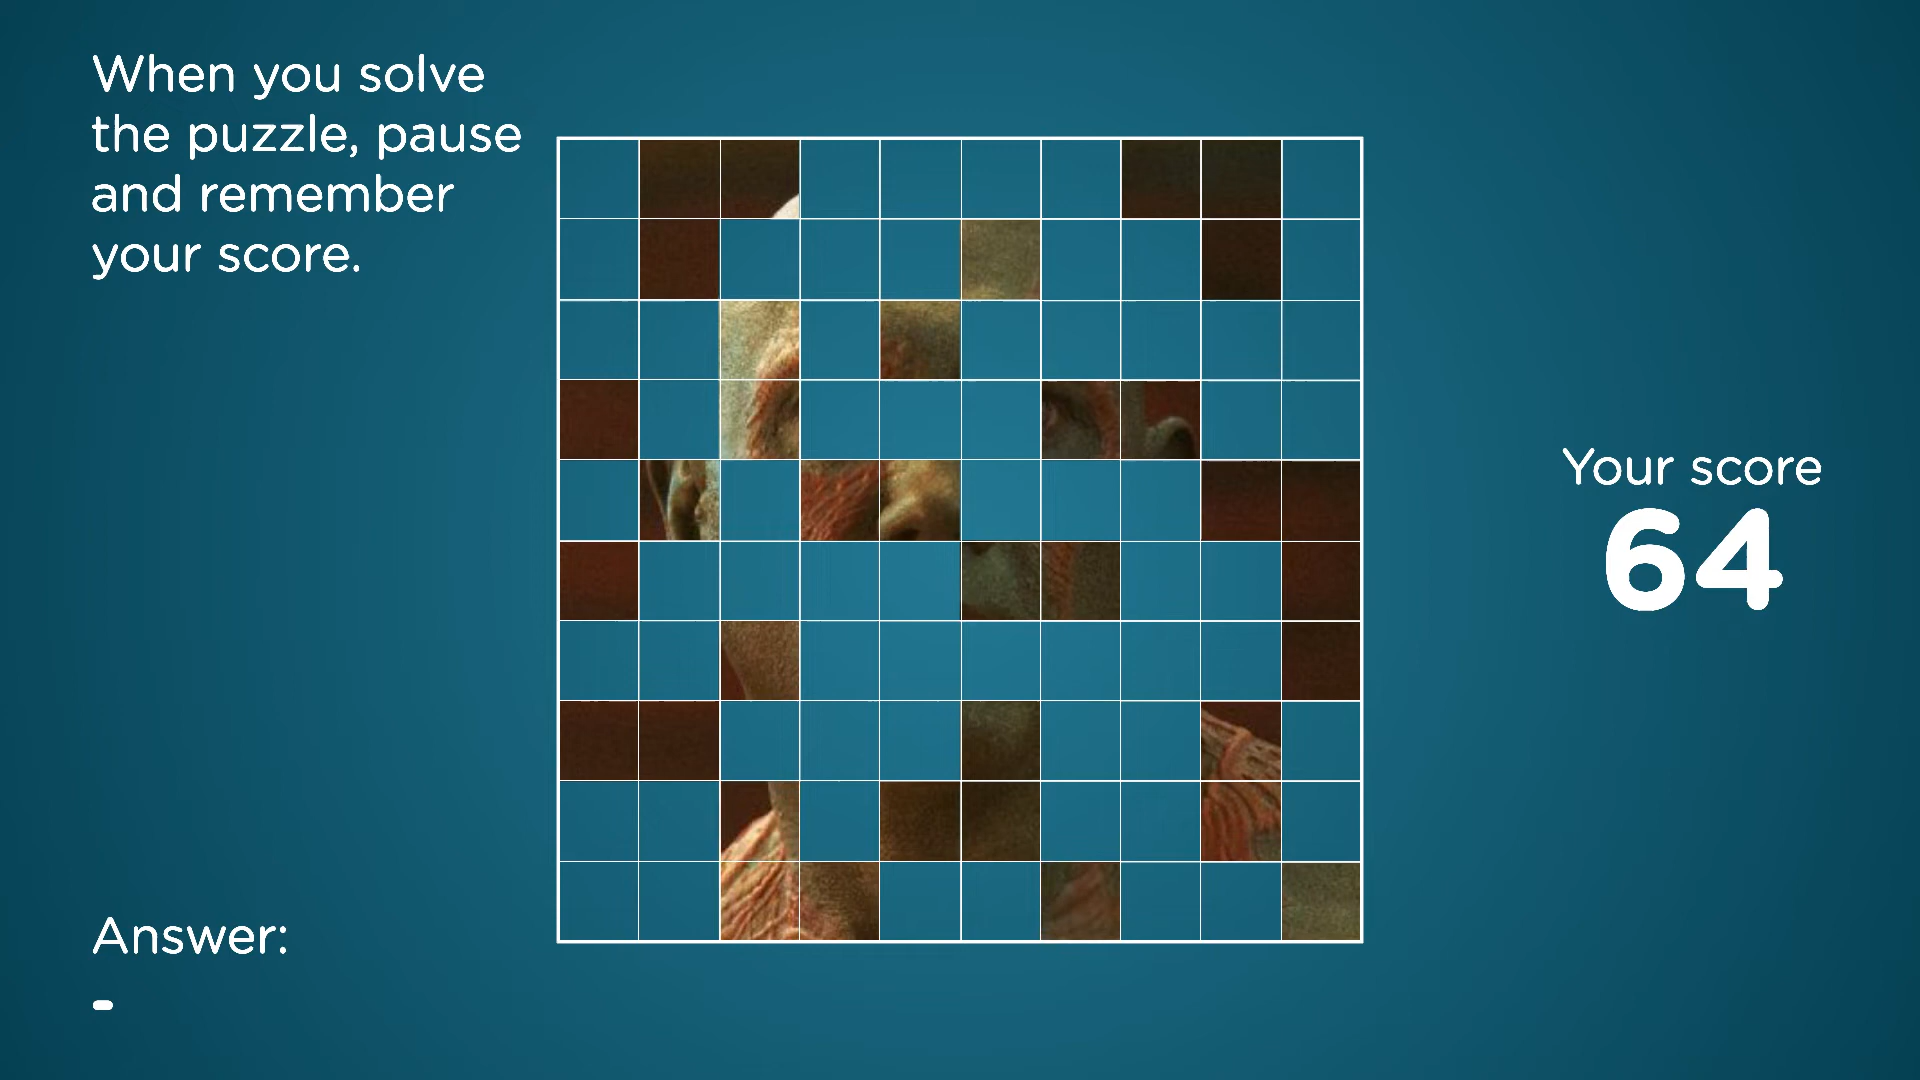 When you solve
the puzzle, pause
and remember
your score.
Your score
64
Answer:
-